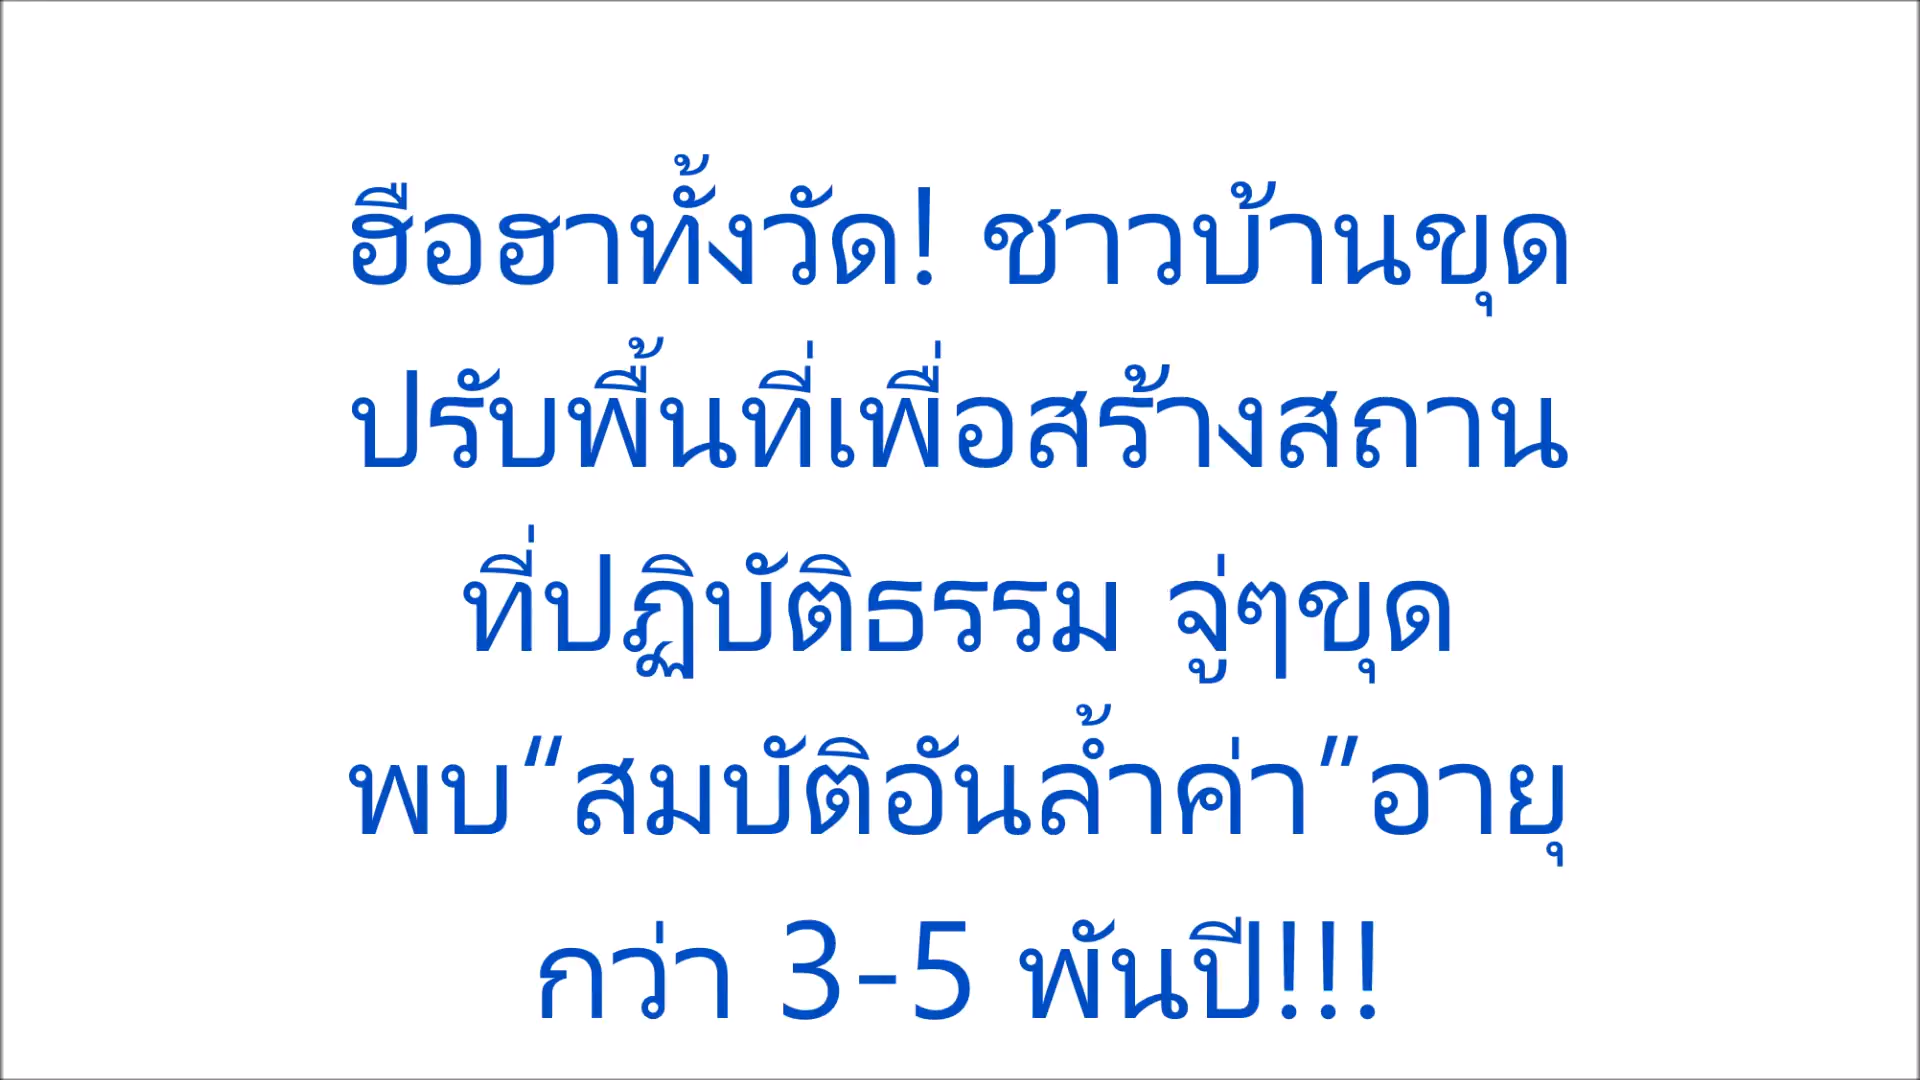 ฮือฮาทั้งวัด! ชาวบ้านขุด
ปรับพื้นที่เพื่อสร้างสถาน
ที่ปฏิบัติธรรม จู่ๆขุด
พบ“สมบัติอันล้ำค่า”อายุ
กว่า 3-5 พันปี!!!